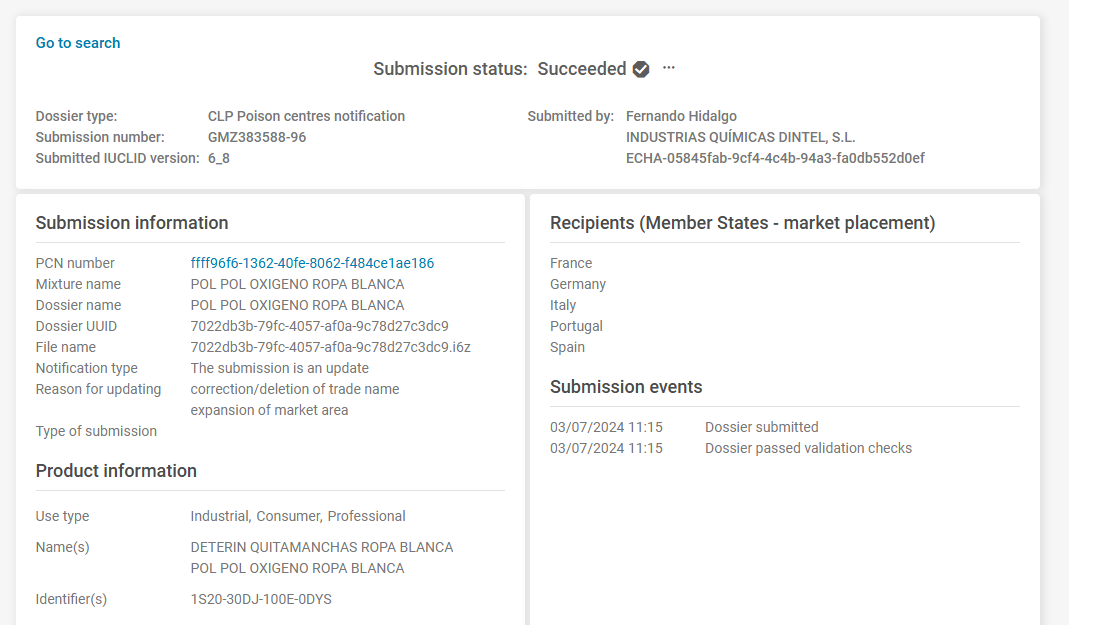 Go to search
Submission status: Succeeded ...
Dossier type: CLP Poison centres notification
Submission number: GMZ383588-96
Submitted IUCLID version: 6_8
Submitted by: Fernando Hidalgo
INDUSTRIAS QUÍMICAS DINTEL, S.L.
ECHA-05845fab-9cf4-4c4b-94a3-fa0db552d0ef
Submission information
PCN number ffff96f6-1362-40fe-8062-f484ce1ae186
Mixture name POL POL OXIGENO ROPA BLANCA
Dossier name POL POL OXIGENO ROPA BLANCA
Dossier UUID 7022db3b-79fc-4057-af0a-9c78d27c3dc9
File name 7022db3b-79fc-4057-af0a-9c78d27c3dc9.i6z
Notification type The submission is an update
Reason for updating correction/deletion of trade name
expansion of market area
Type of submission
Product information
Use type Industrial, Consumer, Professional
Name(s) DETERIN QUITAMANCHAS ROPA BLANCA
POL POL OXIGENO ROPA BLANCA
Identifier(s) 1S20-30DJ-100E-0DYS
Recipients (Member States - market placement)
France
Germany
Italy
Portugal
Spain
Submission events
03/07/2024 11:15 Dossier submitted
03/07/2024 11:15 Dossier passed validation checks